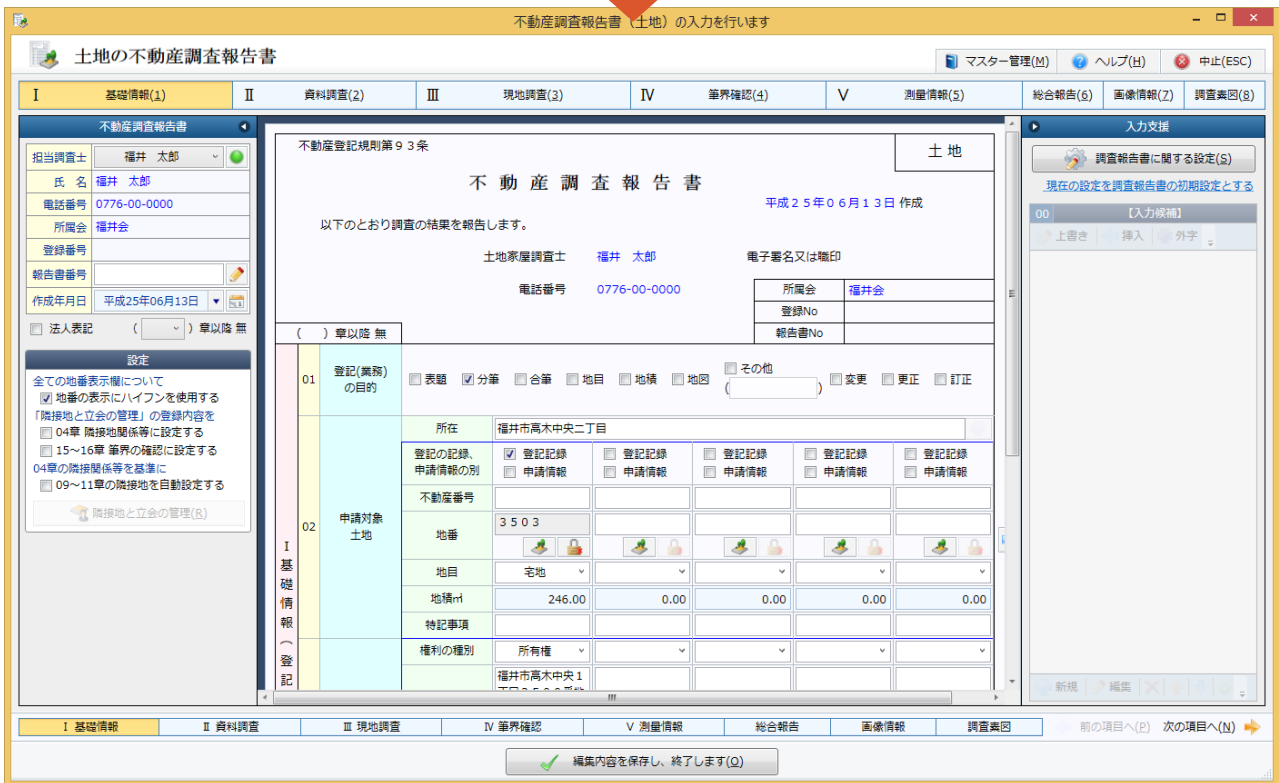 不動産調査報告書（土地）の入力を行います
土地の不動産調査報告書
マスター管理(M) ヘルプ(H) 中止(ESC)
Ⅰ 基礎情報(1) Ⅱ 資料調査(2) Ⅲ 現地調査(3) Ⅳ 筆界確認(4) Ⅴ 測量情報(5) 総合報告(6) 画像情報(7) 調査素図(8)
不動産調査報告書
担当調査士 福井 太郎
氏 名 福井 太郎
電話番号 0776-00-0000
所属会 福井会
登録番号
報告書番号
作成年月日 平成25年06月13日
法人表記 ( ) 章以降 無
設定
全ての地番表示欄について
地番の表示にハイフンを使用する
「隣接地と立会の管理」の登録内容を
04章 隣接地関係等に設定する
15～16章 筆界の確認に設定する
04章の隣接関係等を基準に
09～11章の隣接地を自動設定する
隣接地と立会の管理(R)
不動産登記規則第９３条
土 地
不 動 産 調 査 報 告 書
平成２５年０６月１３日 作成
以下のとおり調査の結果を報告します。
土地家屋調査士 福井 太郎 電子署名又は職印
電話番号 0776-00-0000
所属会 福井会
登録No
報告書No
( ) 章以降 無
Ⅰ基礎情報（登記
01 登記(業務)の目的 表題 分筆 合筆 地目 地積 地図 その他 ( ) 変更 更正 訂正
02 申請対象土地
所在 福井市高木中央二丁目
登記の記録、 登記記録 登記記録 登記記録 登記記録 登記記録
申請情報の別 申請情報 申請情報 申請情報 申請情報 申請情報
不動産番号
地番 ３５０３
地目 宅地
地積㎡ 246.00 0.00 0.00 0.00 0.00
特記事項
権利の種別 所有権
福井市高木中央１
入力支援
調査報告書に関する設定(S)
現在の設定を調査報告書の初期設定とする
00 【入力候補】
上書き 挿入 外字
新規 編集
Ⅰ 基礎情報 Ⅱ 資料調査 Ⅲ 現地調査 Ⅳ 筆界確認 Ⅴ 測量情報 総合報告 画像情報 調査素図 前の項目へ(P) 次の項目へ(N)
編集内容を保存し、終了します(O)